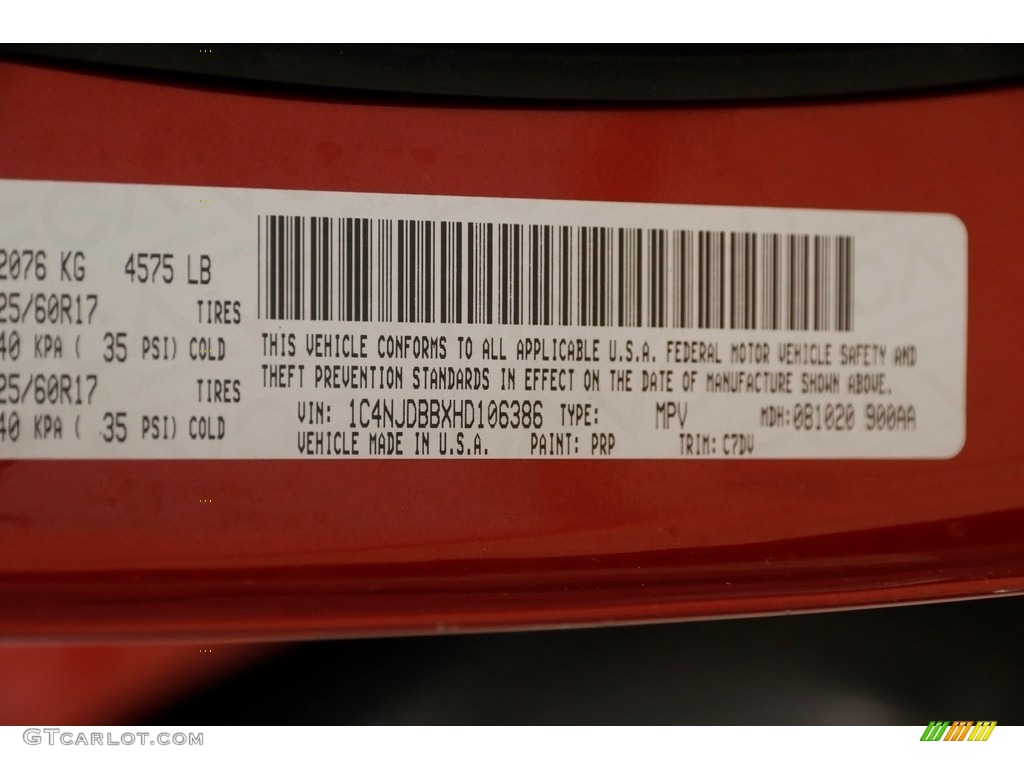 2076 KG 4575 LB
25/60R17 TIRES
40 KPA ( 35 PSI) COLD
25/60R17 TIRES
40 KPA ( 35 PSI) COLD
THIS VEHICLE CONFORMS TO ALL APPLICABLE U.S.A. FEDERAL MOTOR VEHICLE SAFETY AND
THEFT PREVENTION STANDARDS IN EFFECT ON THE DATE OF MANUFACTURE SHOWN ABOVE.
VIN: 1C4NJDBBXHD106386 TYPE: MPV MDH:081020 900AA
VEHICLE MADE IN U.S.A. PAINT: PRP TRIM: C7DV
GTCARLOT.COM